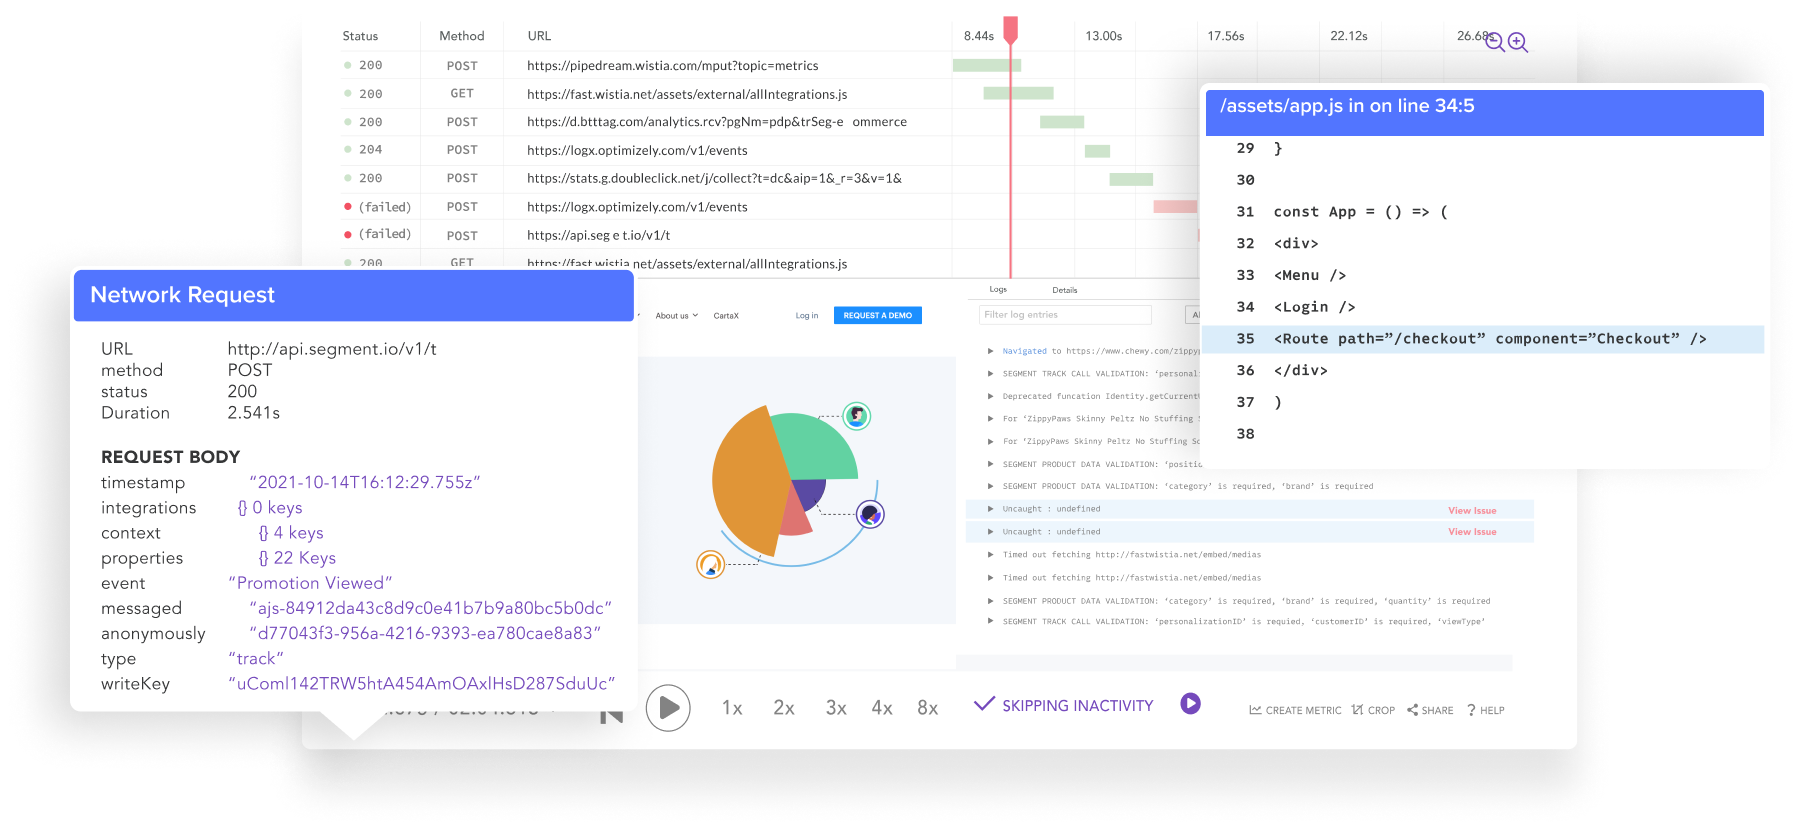 Status Method URL 8.44s 13.00s 17.56s 22.12s 26.68s
200 POST https://pipedream.wistia.com/mput?topic=metrics
200 GET https://fast.wistia.net/assets/external/allIntegrations.js
200 POST https://d.btttag.com/analytics.rcv?pgNm=pdp&trSeg-e ommerce
204 POST https://logx.optimizely.com/v1/events
200 POST https://stats.g.doubleclick.net/j/collect?t=dc&aip=1&_r=3&v=1&
(failed) POST https://logx.optimizely.com/v1/events
(failed) POST https://api.seg e t.io/v1/t
200 GET https://fast.wistia.net/assets/external/allIntegrations.js
/assets/app.js in on line 34:5
29 }
30
31 const App = () => (
32 <div>
33 <Menu />
34 <Login />
35 <Route path=”/checkout” component=”Checkout” />
36 </div>
37 )
38
Network Request
URL http://api.segment.io/v1/t
method POST
status 200
Duration 2.541s
REQUEST BODY
timestamp “2021-10-14T16:12:29.755z”
integrations {} 0 keys
context {} 4 keys
properties {} 22 Keys
event “Promotion Viewed”
messaged “ajs-84912da43c8d9c0e41b7b9a80bc5b0dc”
anonymously “d77043f3-956a-4216-9393-ea780cae8a83”
type “track”
writeKey “uComl142TRW5htA454AmOAxlHsD287SduUc”
About us CartaX Log in REQUEST A DEMO
Logs Details
Filter log entries
Navigated to https://www.chewy.com/zippyp
SEGMENT TRACK CALL VALIDATION: ‘personali
Deprecated funcation Identity.getCurrent
For ‘ZippyPaws Skinny Peltz No Stuffing
For ‘ZippyPaws Skinny Peltz No Stuffing Sq
SEGMENT PRODUCT DATA VALIDATION: ‘positio
SEGMENT PRODUCT DATA VALIDATION: ‘category’ is required, ‘brand’ is required
Uncaught : undefined View Issue
Uncaught : undefined View Issue
Timed out fetching http://fastwistia.net/embed/medias
Timed out fetching http://fastwistia.net/embed/medias
SEGMENT PRODUCT DATA VALIDATION: ‘category’ is required, ‘brand’ is required, ‘quantity’ is required
SEGMENT TRACK CALL VALIDATION: ‘personalizationID’ is requied, ‘customerID’ is required, ‘viewType’
1x 2x 3x 4x 8x SKIPPING INACTIVITY CREATE METRIC CROP SHARE ? HELP